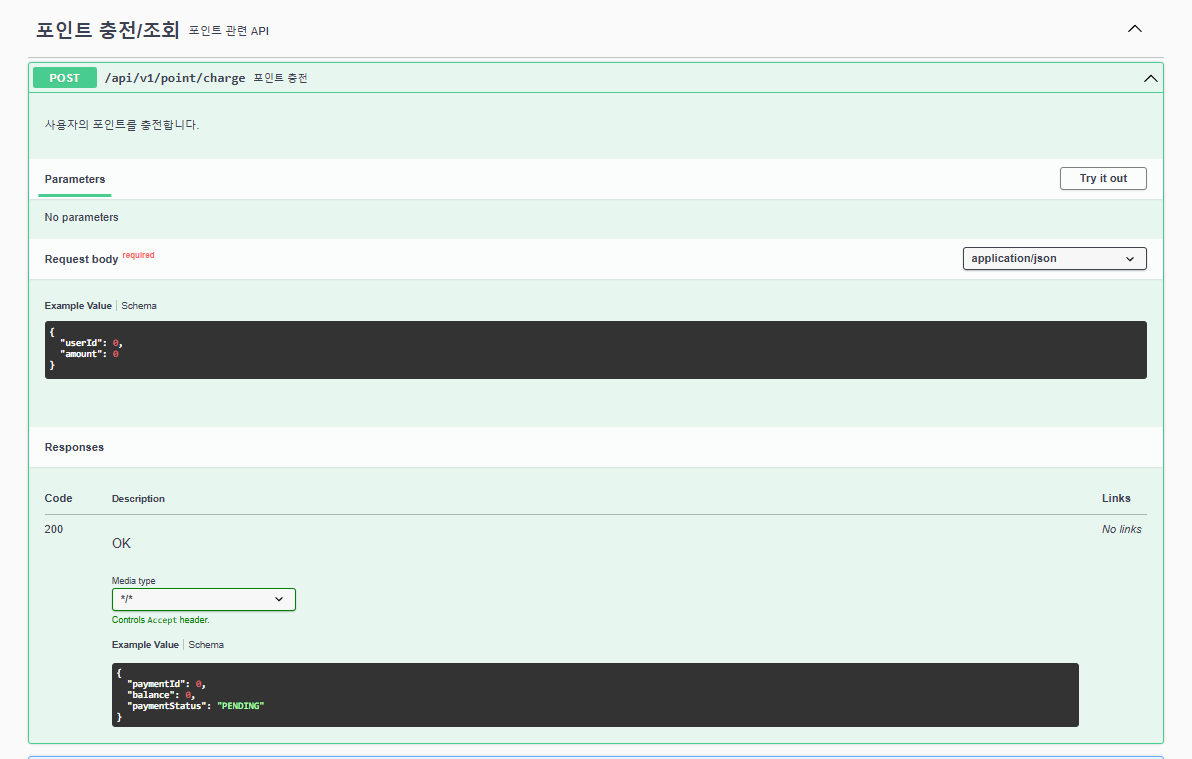 포인트 충전/조회 포인트 관련 API
POST /api/v1/point/charge 포인트 충전
사용자의 포인트를 충전합니다.
Parameters Try it out
No parameters
Request body required application/json
Example Value Schema
{
  "userId": 0,
  "amount": 0
}
Responses
Code Description Links
200 No links
OK
Media type
*/*
Controls Accept header.
Example Value Schema
{
  "paymentId": 0,
  "balance": 0,
  "paymentStatus": "PENDING"
}